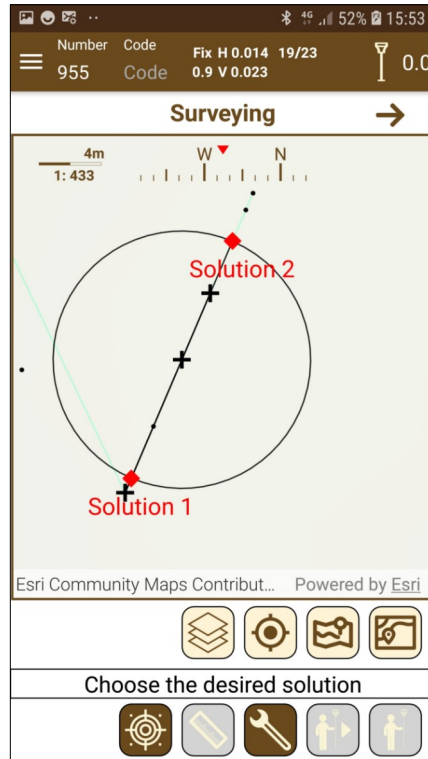 4G 52% 15:53
Number Code Fix H 0.014 19/23
955 Code 0.9 V 0.023 0.0
Surveying
4m W N
1: 433
Solution 2
Solution 1
Esri Community Maps Contribut... Powered by Esri
Choose the desired solution